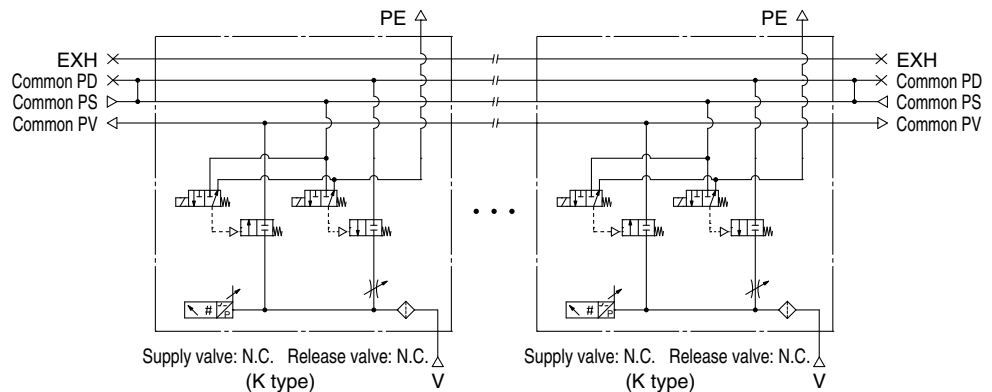 PE PE
EXH EXH
Common PD Common PD
Common PS Common PS
Common PV Common PV
# P # P
Supply valve: N.C. Release valve: N.C. Supply valve: N.C. Release valve: N.C.
(K type) V (K type) V